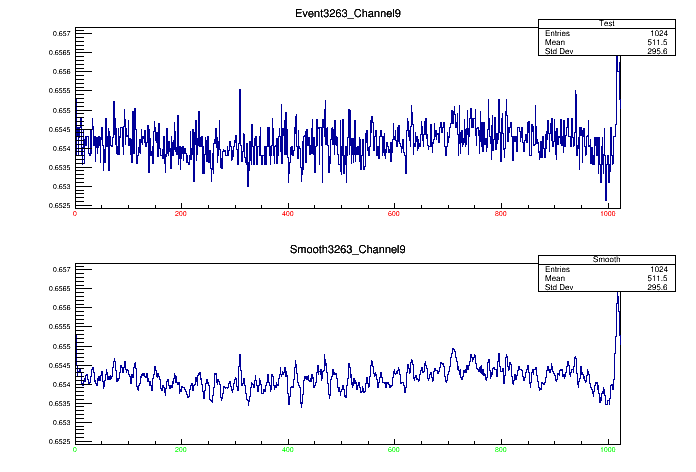 Event3263_Channel9
Test
Entries 1024
Mean 511.5
Std Dev 295.6
0.657
0.6565
0.656
0.6555
0.655
0.6545
0.654
0.6535
0.653
0.6525
0 200 400 600 800 1000
Smooth3263_Channel9
Smooth
Entries 1024
Mean 511.5
Std Dev 295.6
0.657
0.6565
0.656
0.6555
0.655
0.6545
0.654
0.6535
0.653
0.6525
0 200 400 600 800 1000